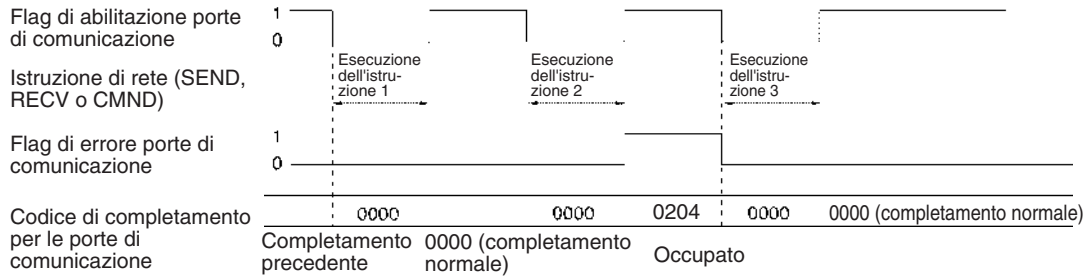 Flag di abilitazione porte
di comunicazione
1
0
Istruzione di rete (SEND,
RECV o CMND)
Esecuzione
dell'istru-
zione 1
Esecuzione
dell'istru-
zione 2
Esecuzione
dell'istru-
zione 3
Flag di errore porte di
comunicazione
1
0
Codice di completamento
per le porte di
comunicazione
0000
0000
0204
0000
0000 (completamento normale)
Completamento
precedente
0000 (completamento
normale)
Occupato